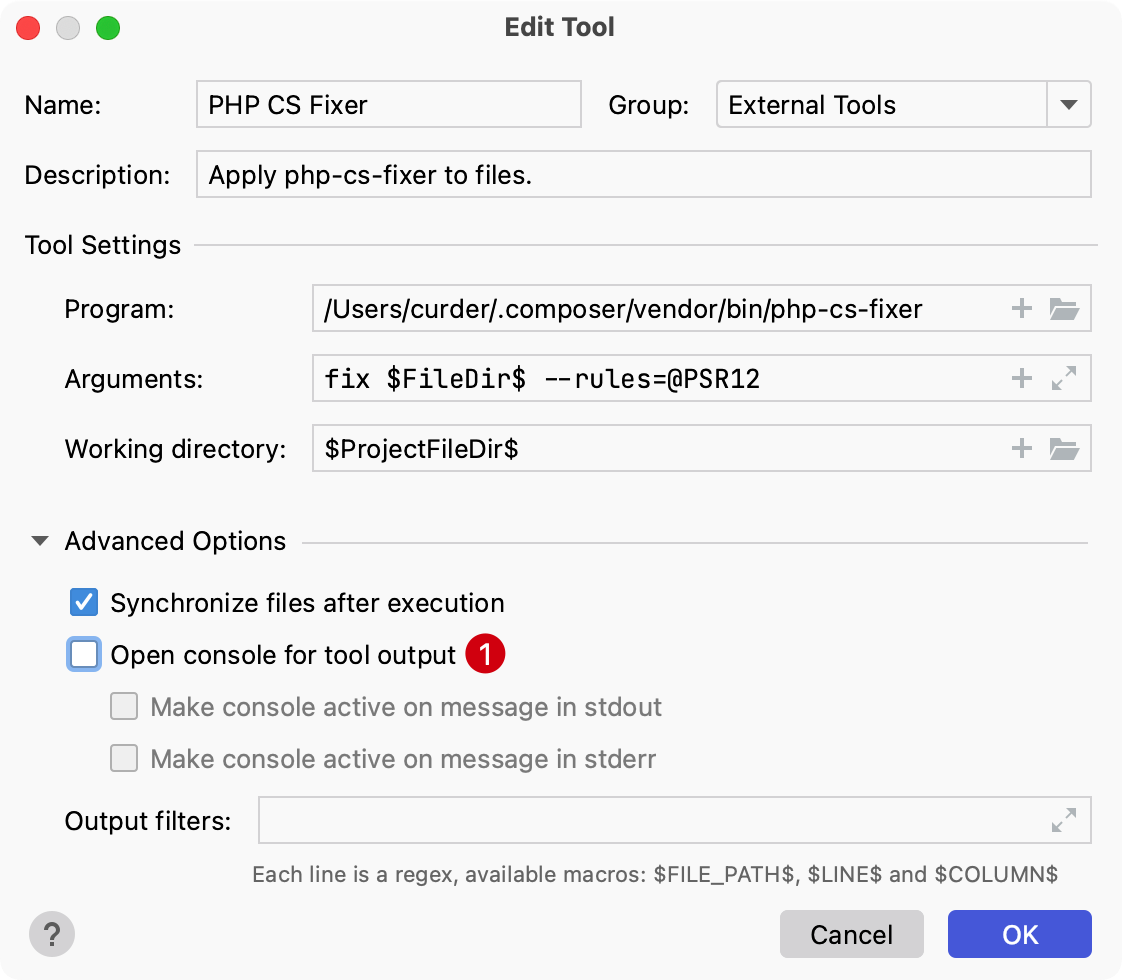 Edit Tool
Name: PHP CS Fixer Group: External Tools
Description: Apply php-cs-fixer to files.
Tool Settings
Program: /Users/curder/.composer/vendor/bin/php-cs-fixer
Arguments: fix $FileDir$ --rules=@PSR12
Working directory: $ProjectFileDir$
Advanced Options
Synchronize files after execution
Open console for tool output 1
Make console active on message in stdout
Make console active on message in stderr
Output filters:
Each line is a regex, available macros: $FILE_PATH$, $LINE$ and $COLUMN$
? Cancel OK